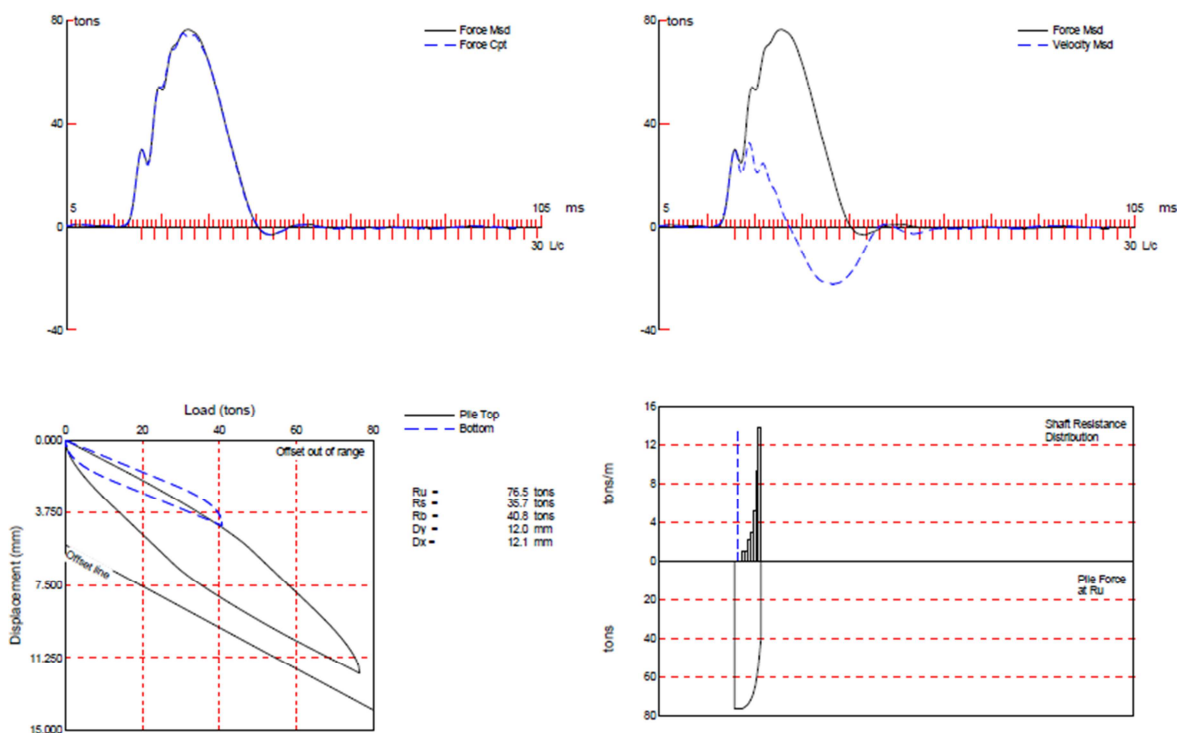 80
tons
Force Msd
Force Cpt
40
5
105
ms
0
30 L/c
-40
80
tons
Force Msd
Velocity Msd
40
5
105
ms
0
30 L/c
-40
Load (tons)
0
20
40
60
80
0.000
Offset out of range
3.750
Offset line
7.500
11.250
15.000
Displacement (mm)
Pile Top
Bottom
Ru = 76.5 tons
Rs = 35.7 tons
Rb = 40.8 tons
Dy = 12.0 mm
Dx = 12.1 mm
16
Shaft Resistance
Distribution
12
8
4
0
tons/m
Pile Force
at Ru
20
40
60
80
tons